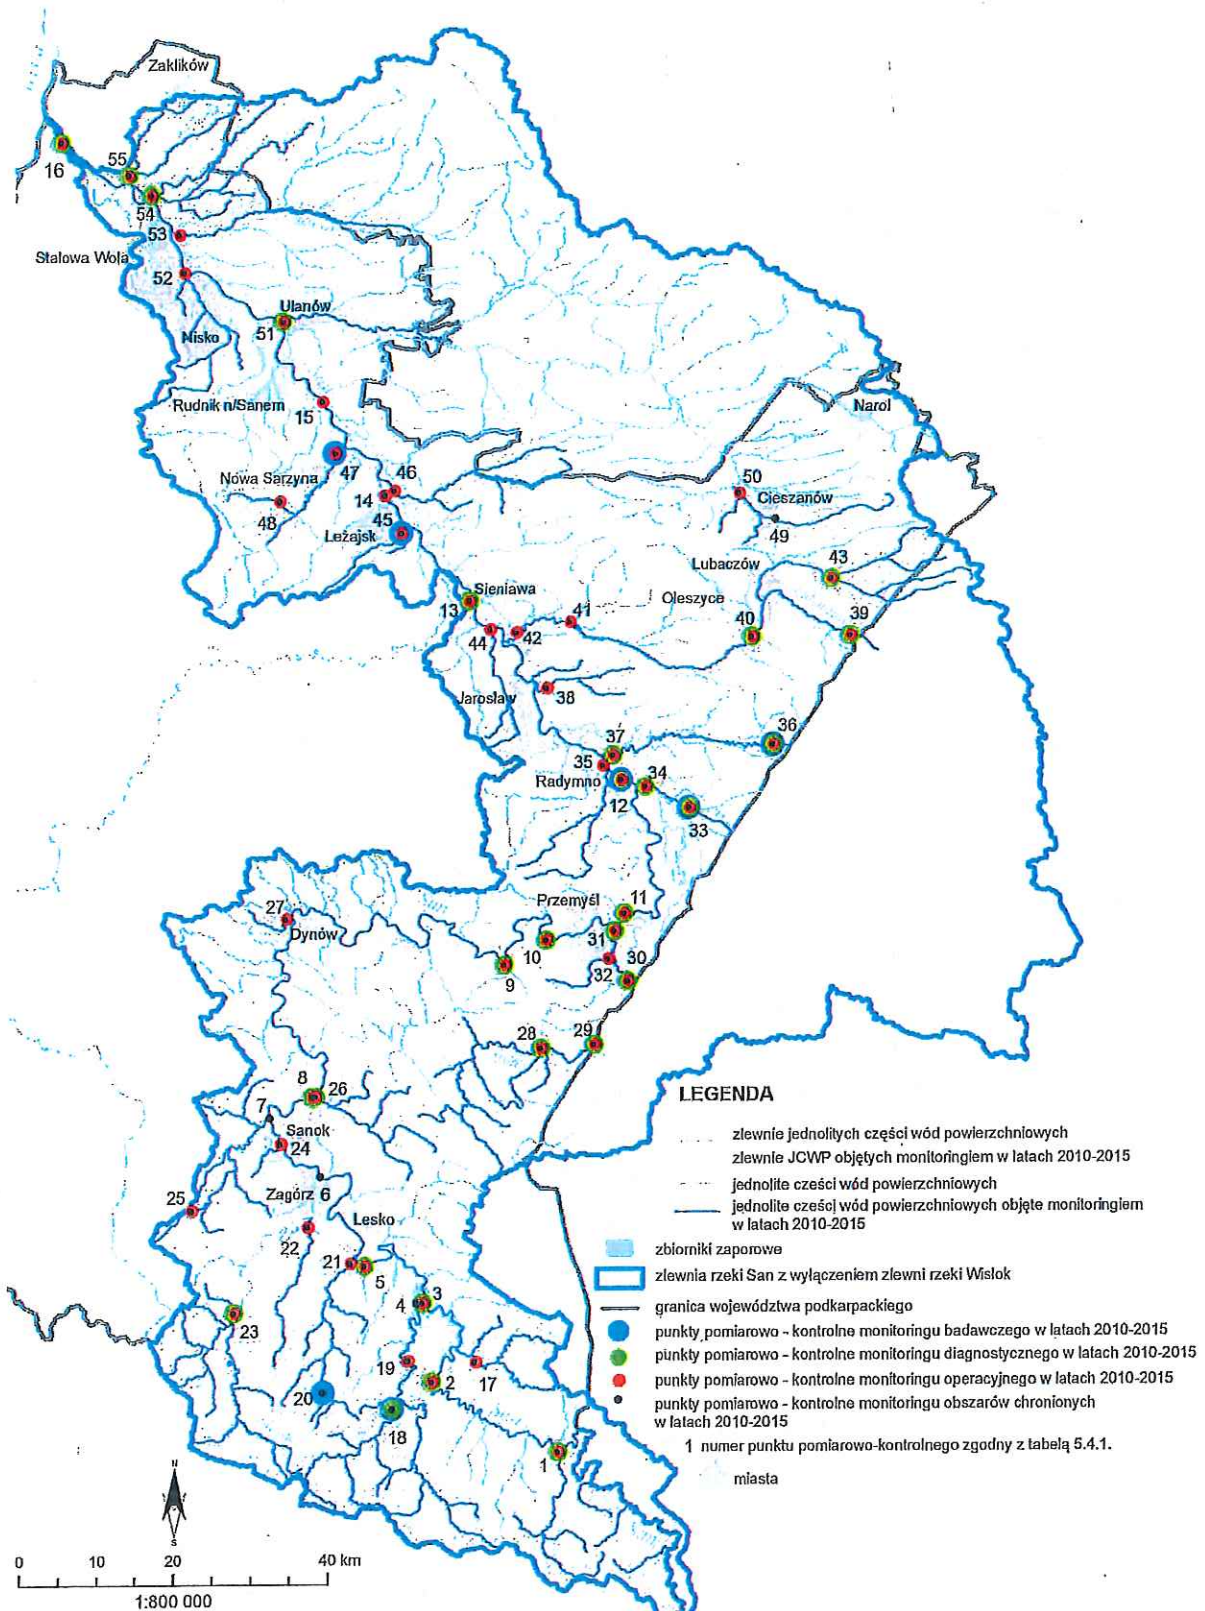 Zaklików
16
55
54
53
Stalowa Wola
52
Ulanów
51
Nisko
Rudnik n/Sanem
15
Narol
47
Nowa Sarzyna
46
14
50
Cieszanów
48
45
49
Leżajsk
Lubaczów
43
Sieniawa
Oleszyce
13
41
40
39
44
42
Jarosław
38
37
36
35
Radymno
34
12
33
Przemyśl
11
27
Dynów
10
31
32
30
9
28
29
8
26
7
Sanok
24
25
Zagórz 6
Lesko
22
21
5
4
3
23
19
2
17
20
18
1
LEGENDA
zlewnie jednolitych części wód powierzchniowych
zlewnie JCWP objętych monitoringiem w latach 2010-2015
jednolite cześci wód powierzchniowych
jednolite cześci wód powierzchniowych objęte monitoringiem
w latach 2010-2015
zbiorniki zaporowe
zlewnia rzeki San z wyłączeniem zlewni rzeki Wisłok
granica województwa podkarpackiego
punkty pomiarowo - kontrolne monitoringu badawczego w latach 2010-2015
punkty pomiarowo - kontrolne monitoringu diagnostycznego w latach 2010-2015
punkty pomiarowo - kontrolne monitoringu operacyjnego w latach 2010-2015
punkty pomiarowo - kontrolne monitoringu obszarów chronionych
w latach 2010-2015
1 numer punktu pomiarowo-kontrolnego zgodny z tabelą 5.4.1.
miasta
N
S
0 10 20 40 km
1:800 000